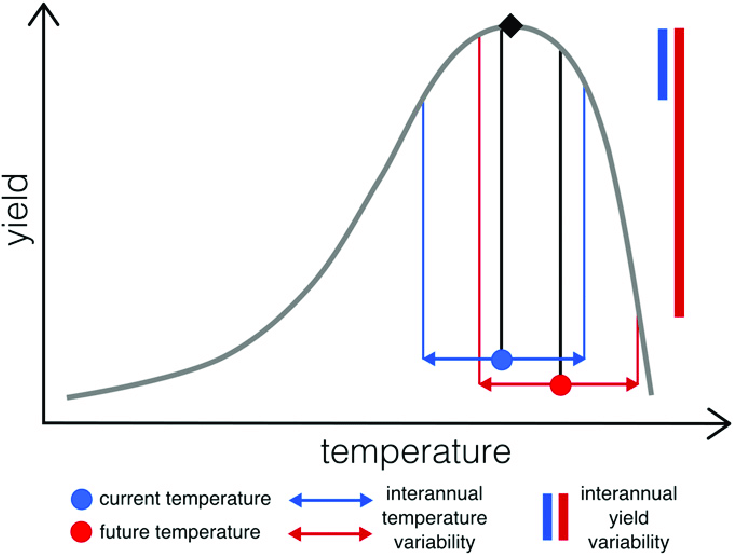 yield
temperature
current temperature
future temperature
interannual
temperature
variability
interannual
yield
variability